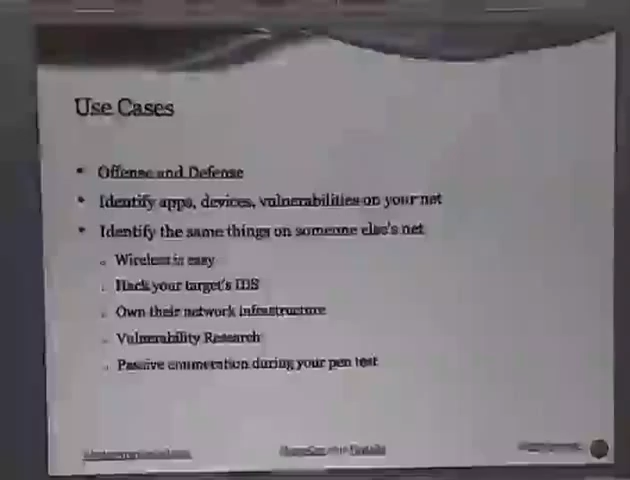 Use Cases
Offense and Defense
Identify apps, devices, vulnerabilities on your net
Identify the same things on someone else's net
Wireless is easy
Hack your target's IDS
Own their network infrastructure
Vulnerability Research
Passive enumeration during your pen test